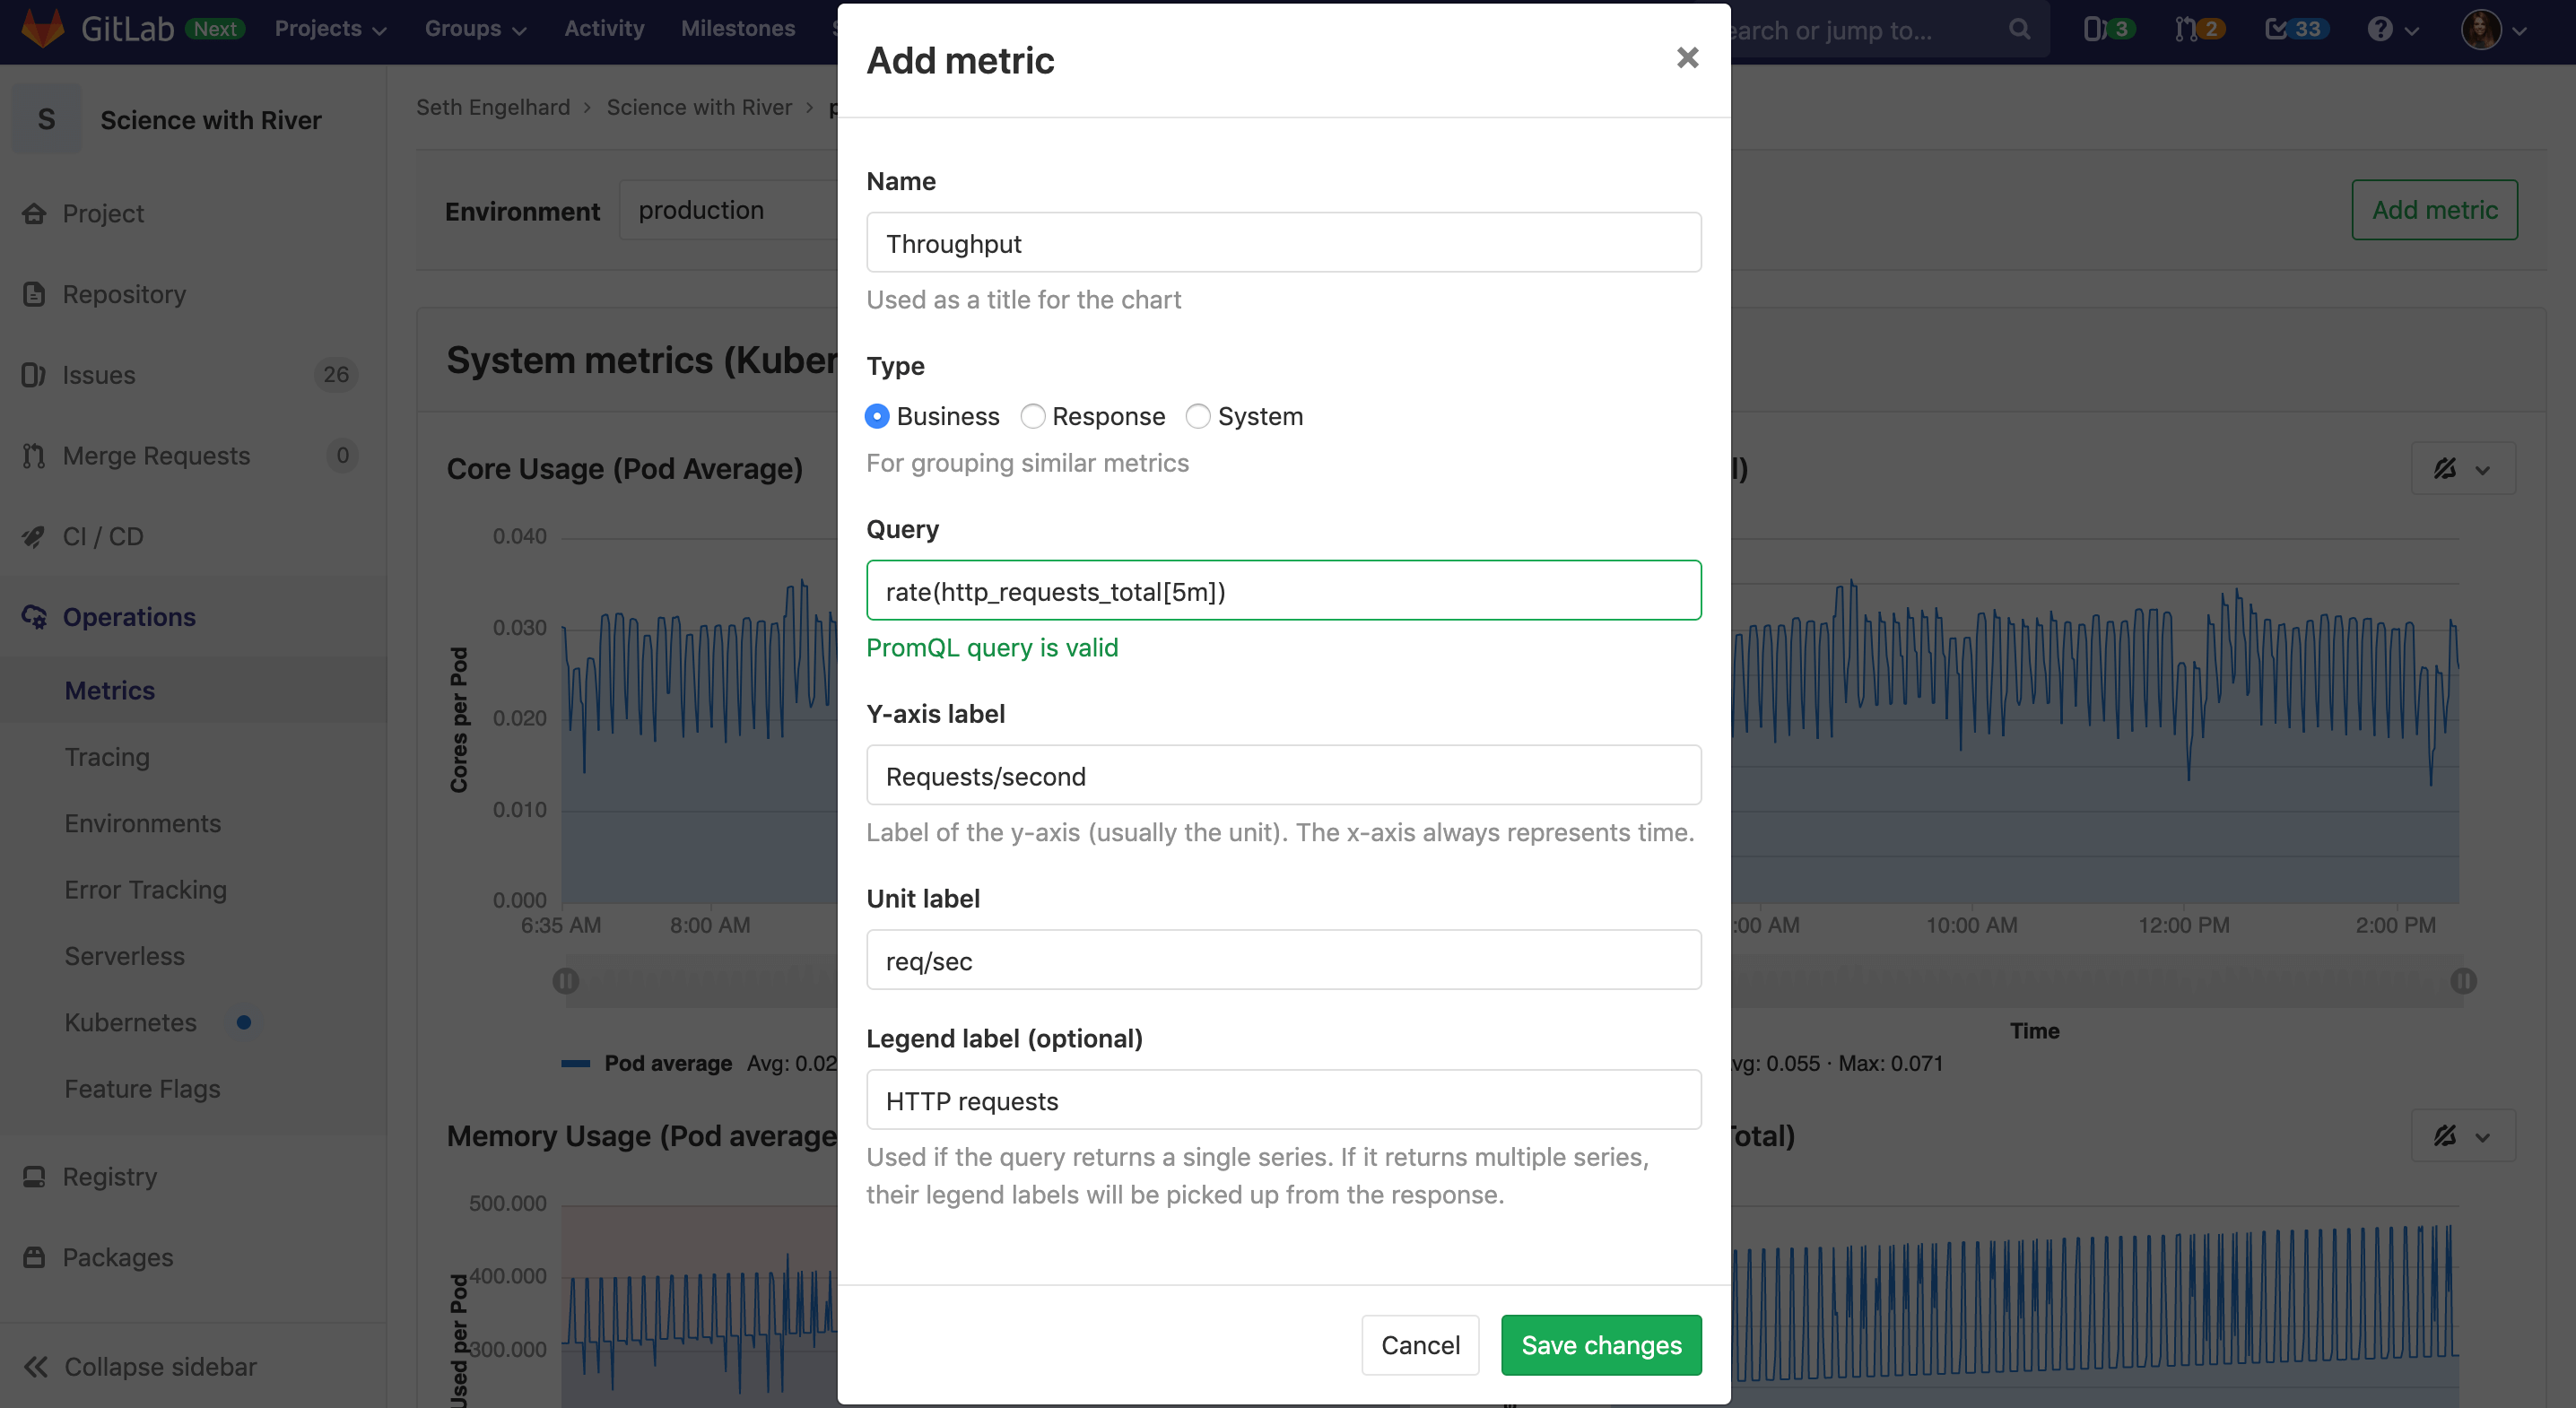 GitLab Next Projects Groups Activity Milestones
earch or jump to... 3 2 33
S Science with River
Project
Repository
Issues 26
Merge Requests 0
CI / CD
Operations
Metrics
Tracing
Environments
Error Tracking
Serverless
Kubernetes
Feature Flags
Registry
Packages
Collapse sidebar
Seth Engelhard › Science with River ›
Environment production
Add metric
System metrics (Kuber
Core Usage (Pod Average)
Cores per Pod
0.040
0.030
0.020
0.010
0.000
6:35 AM 8:00 AM
Pod average Avg: 0.02
Memory Usage (Pod average
Used per Pod
500.000
400.000
300.000
Add metric
Name
Throughput
Used as a title for the chart
Type
Business Response System
For grouping similar metrics
Query
rate(http_requests_total[5m])
PromQL query is valid
Y-axis label
Requests/second
Label of the y-axis (usually the unit). The x-axis always represents time.
Unit label
req/sec
Legend label (optional)
HTTP requests
Used if the query returns a single series. If it returns multiple series,
their legend labels will be picked up from the response.
Cancel Save changes
l)
:00 AM 10:00 AM 12:00 PM 2:00 PM
Time
vg: 0.055 · Max: 0.071
otal)